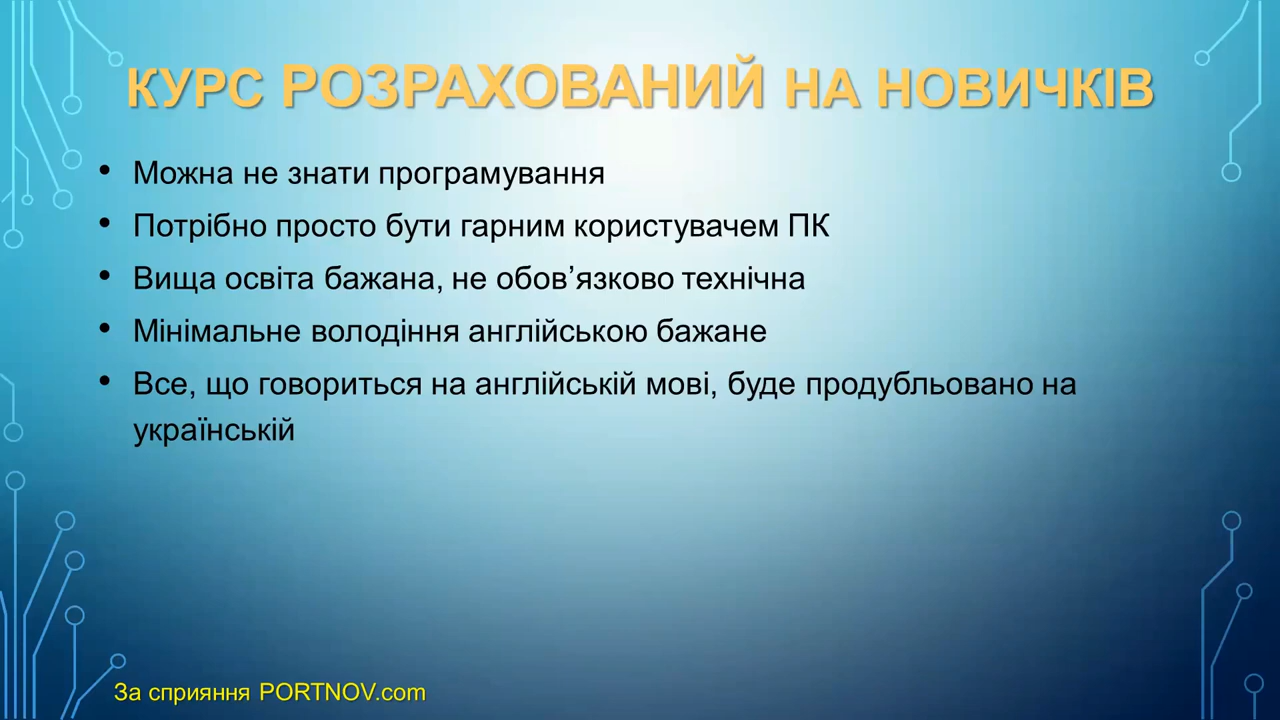 КУРС РОЗРАХОВАНИЙ НА НОВИЧКІВ
• Можна не знати програмування
• Потрібно просто бути гарним користувачем ПК
• Вища освіта бажана, не обов’язково технічна
• Мінімальне володіння англійською бажане
• Все, що говориться на англійській мові, буде продубльовано на
українській
За сприяння PORTNOV.com